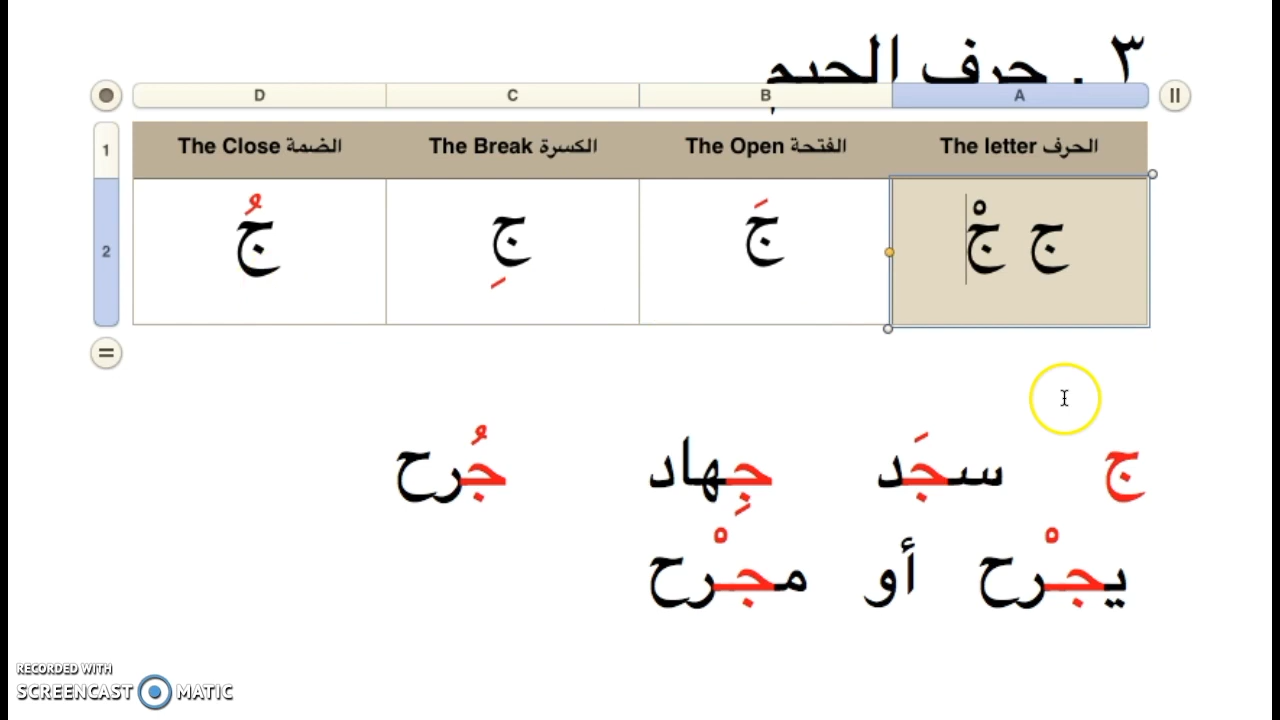 ٣ . حرف الجيم
A B C D
1 الحرف The letter الفتحة The Open الكسرة The Break الضمة The Close
2 ج جْ جَ جِ جُ
ج سجَد جِهاد جُرح
يجْرح أو مجْرح
RECORDED WITH
SCREENCAST MATIC